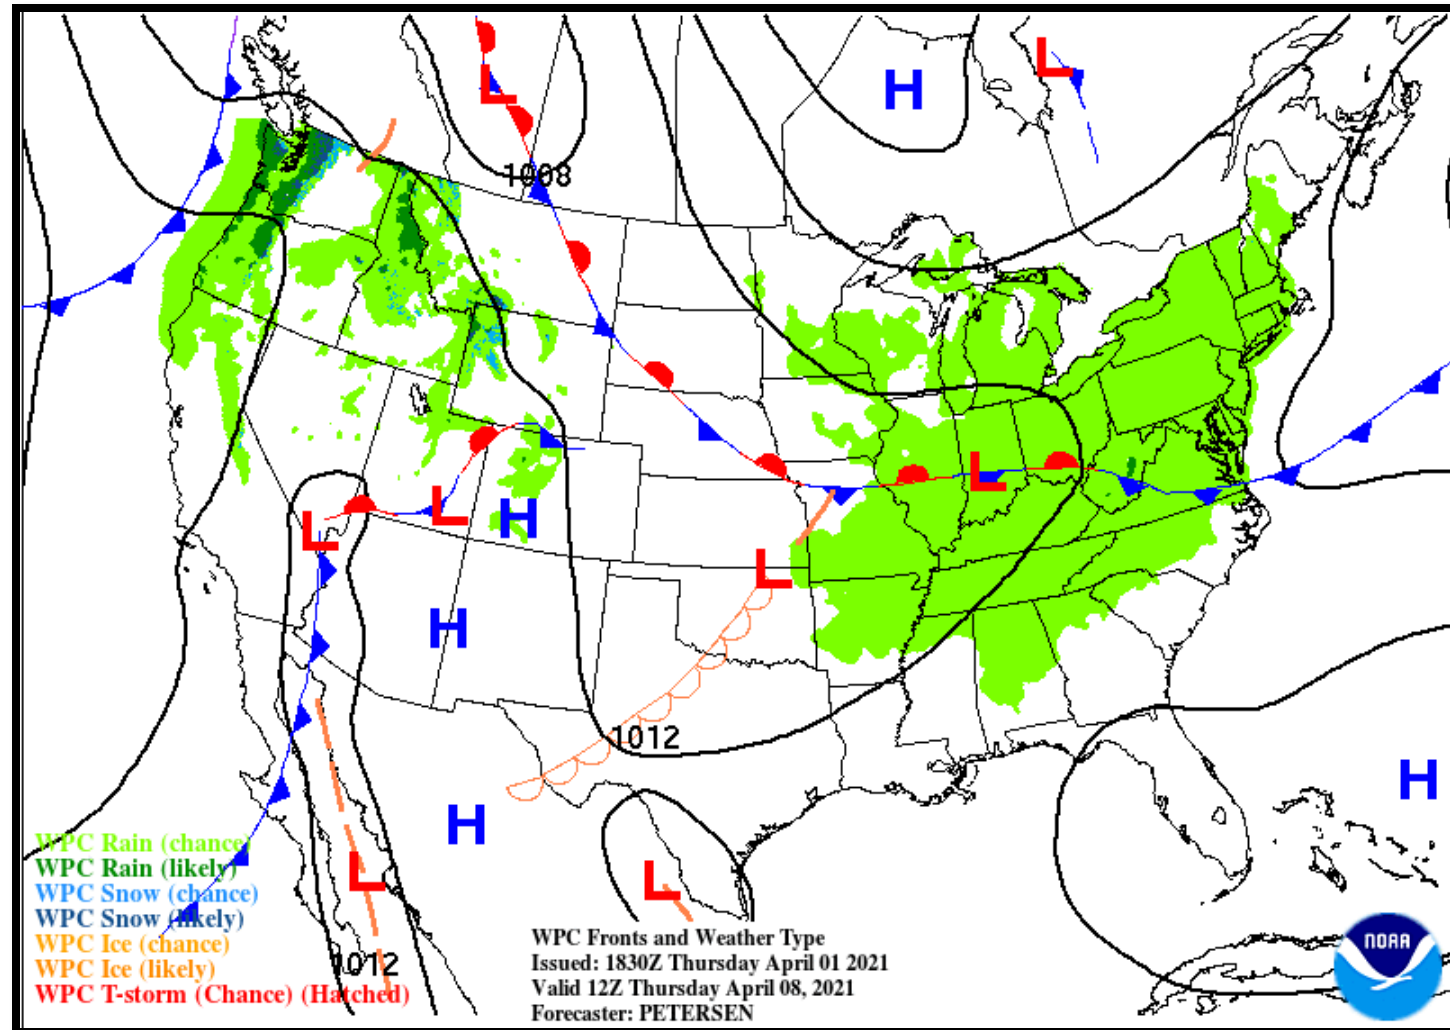 L
H
L
1008
L
L
L
H
L
L
H
1012
H
H
L
L
WPC Rain (chance)
WPC Rain (likely)
WPC Snow (chance)
WPC Snow (likely)
WPC Ice (chance)
WPC Ice (likely)
WPC T-storm (Chance) (Hatched)
1012
WPC Fronts and Weather Type
Issued: 1830Z Thursday April 01 2021
Valid 12Z Thursday April 08, 2021
Forecaster: PETERSEN
NOAA